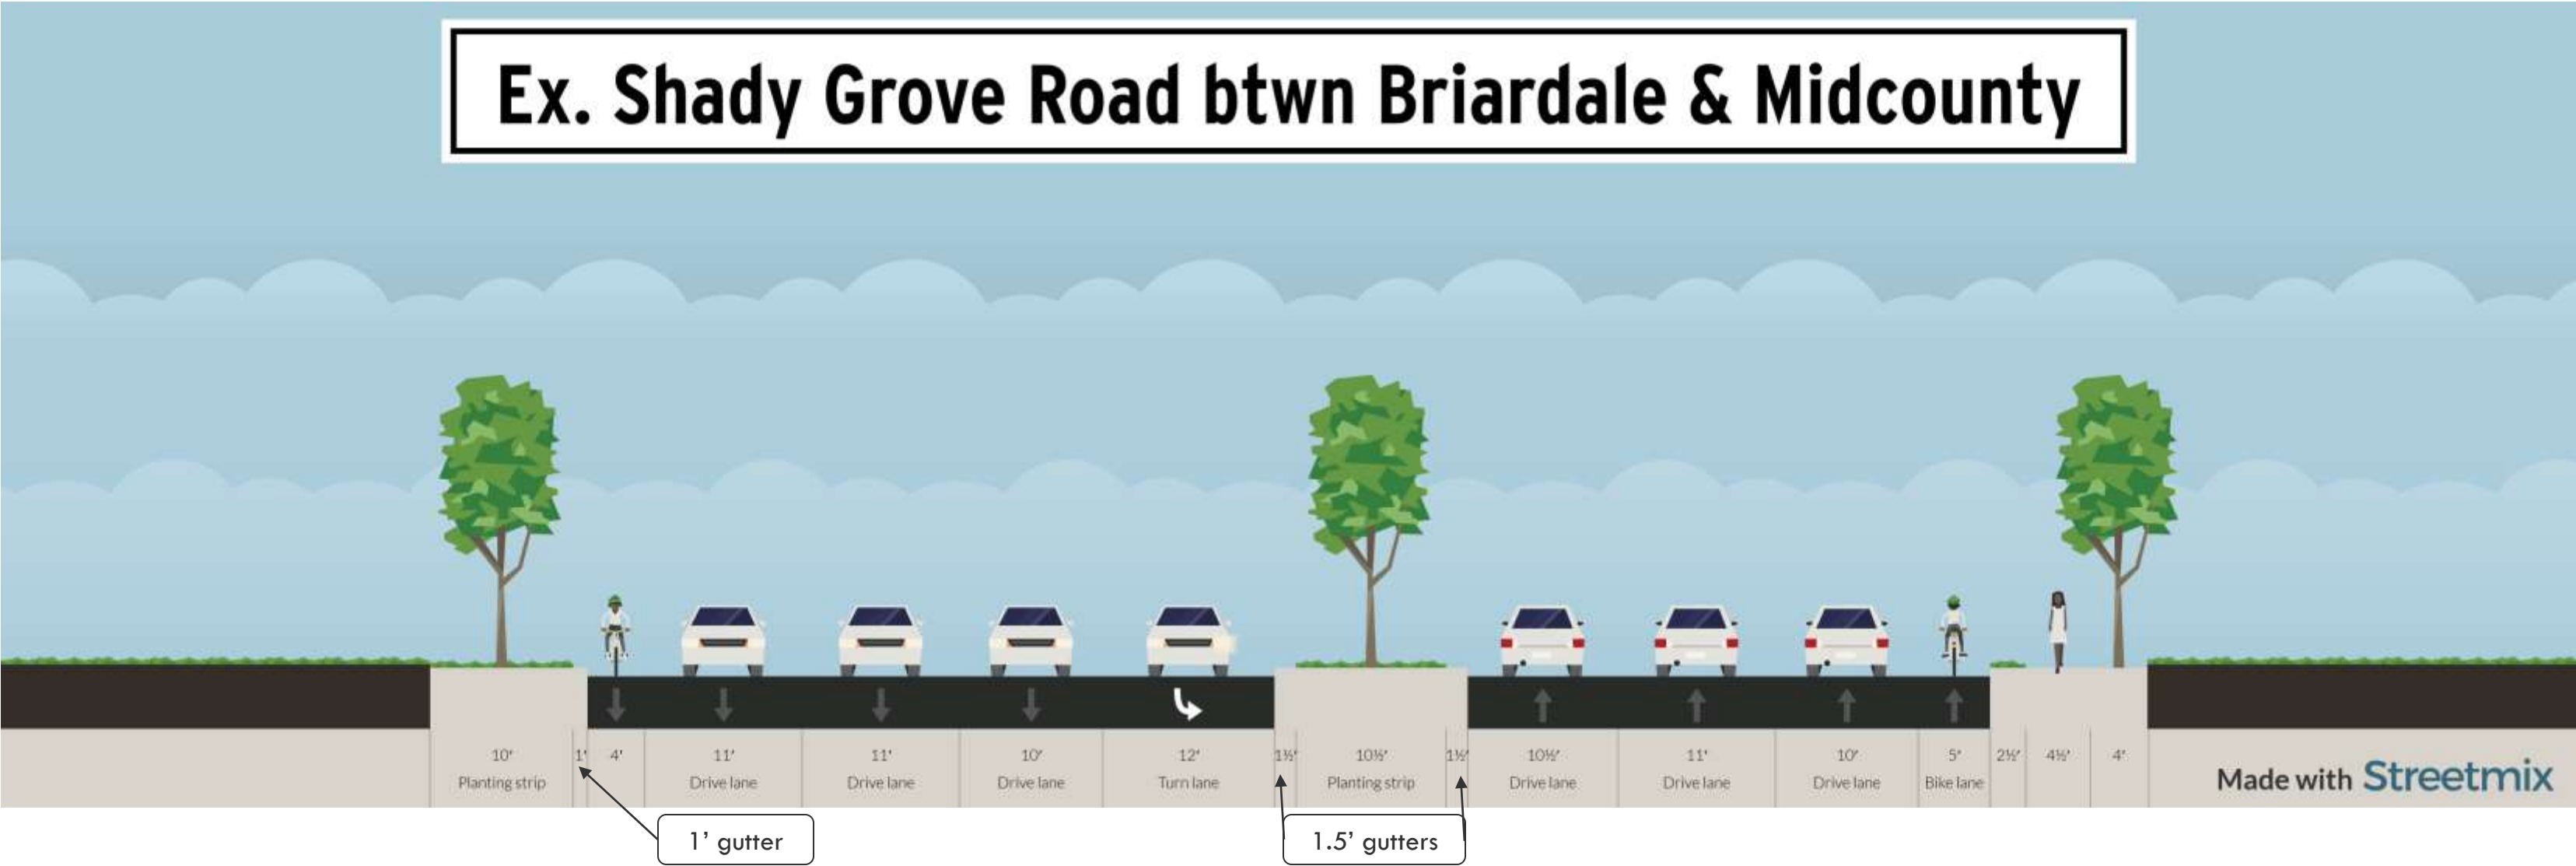 Ex. Shady Grove Road btwn Briardale & Midcounty
10' 1' 4' 11' 11' 10' 12' 1½' 10½' 1½' 10½' 11' 10' 5' 2½' 4½' 4'
Planting strip Drive lane Drive lane Drive lane Turn lane Planting strip Drive lane Drive lane Drive lane Bike lane
Made with Streetmix
1’ gutter 1.5’ gutters